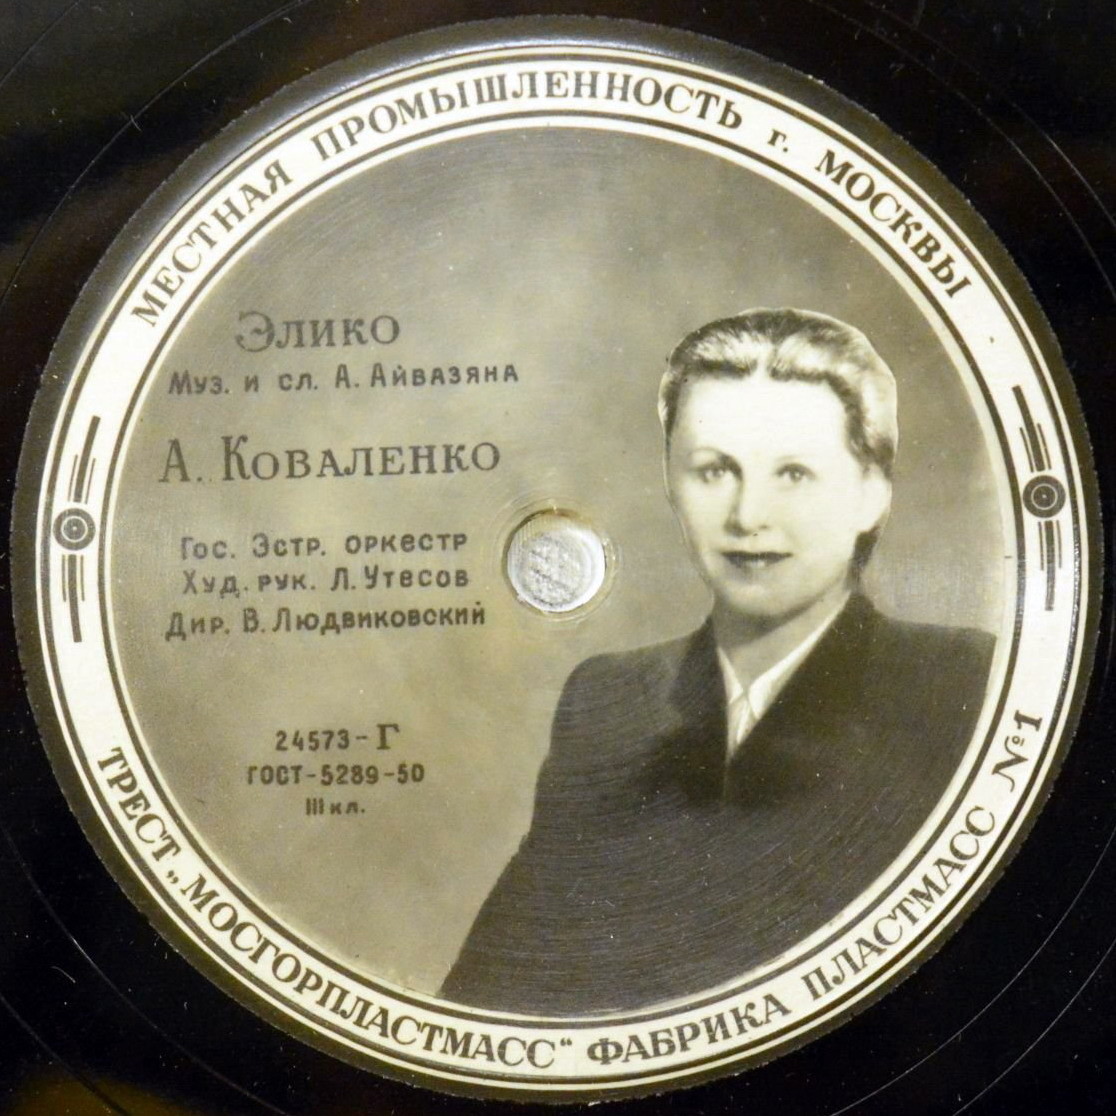 МЕСТНАЯ ПРОМЫШЛЕННОСТЬ г. МОСКВЫ
Элико
Муз. и сл. А. Айвазяна
А. Коваленко
Гос. Эстр. оркестр
Худ. рук. Л. Утесов
Дир. В. Людвиковский
24573-Г
ГОСТ-5289-50
III кл.
ТРЕСТ „МОСГОРПЛАСТМАСС“ ФАБРИКА ПЛАСТМАСС №1